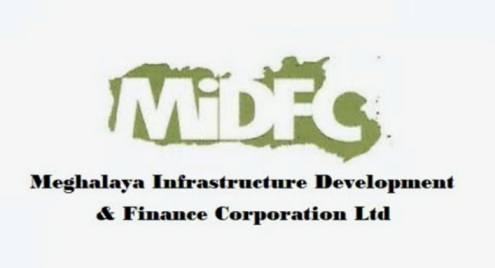 MiDFC
Meghalaya Infrastructure Development
& Finance Corporation Ltd